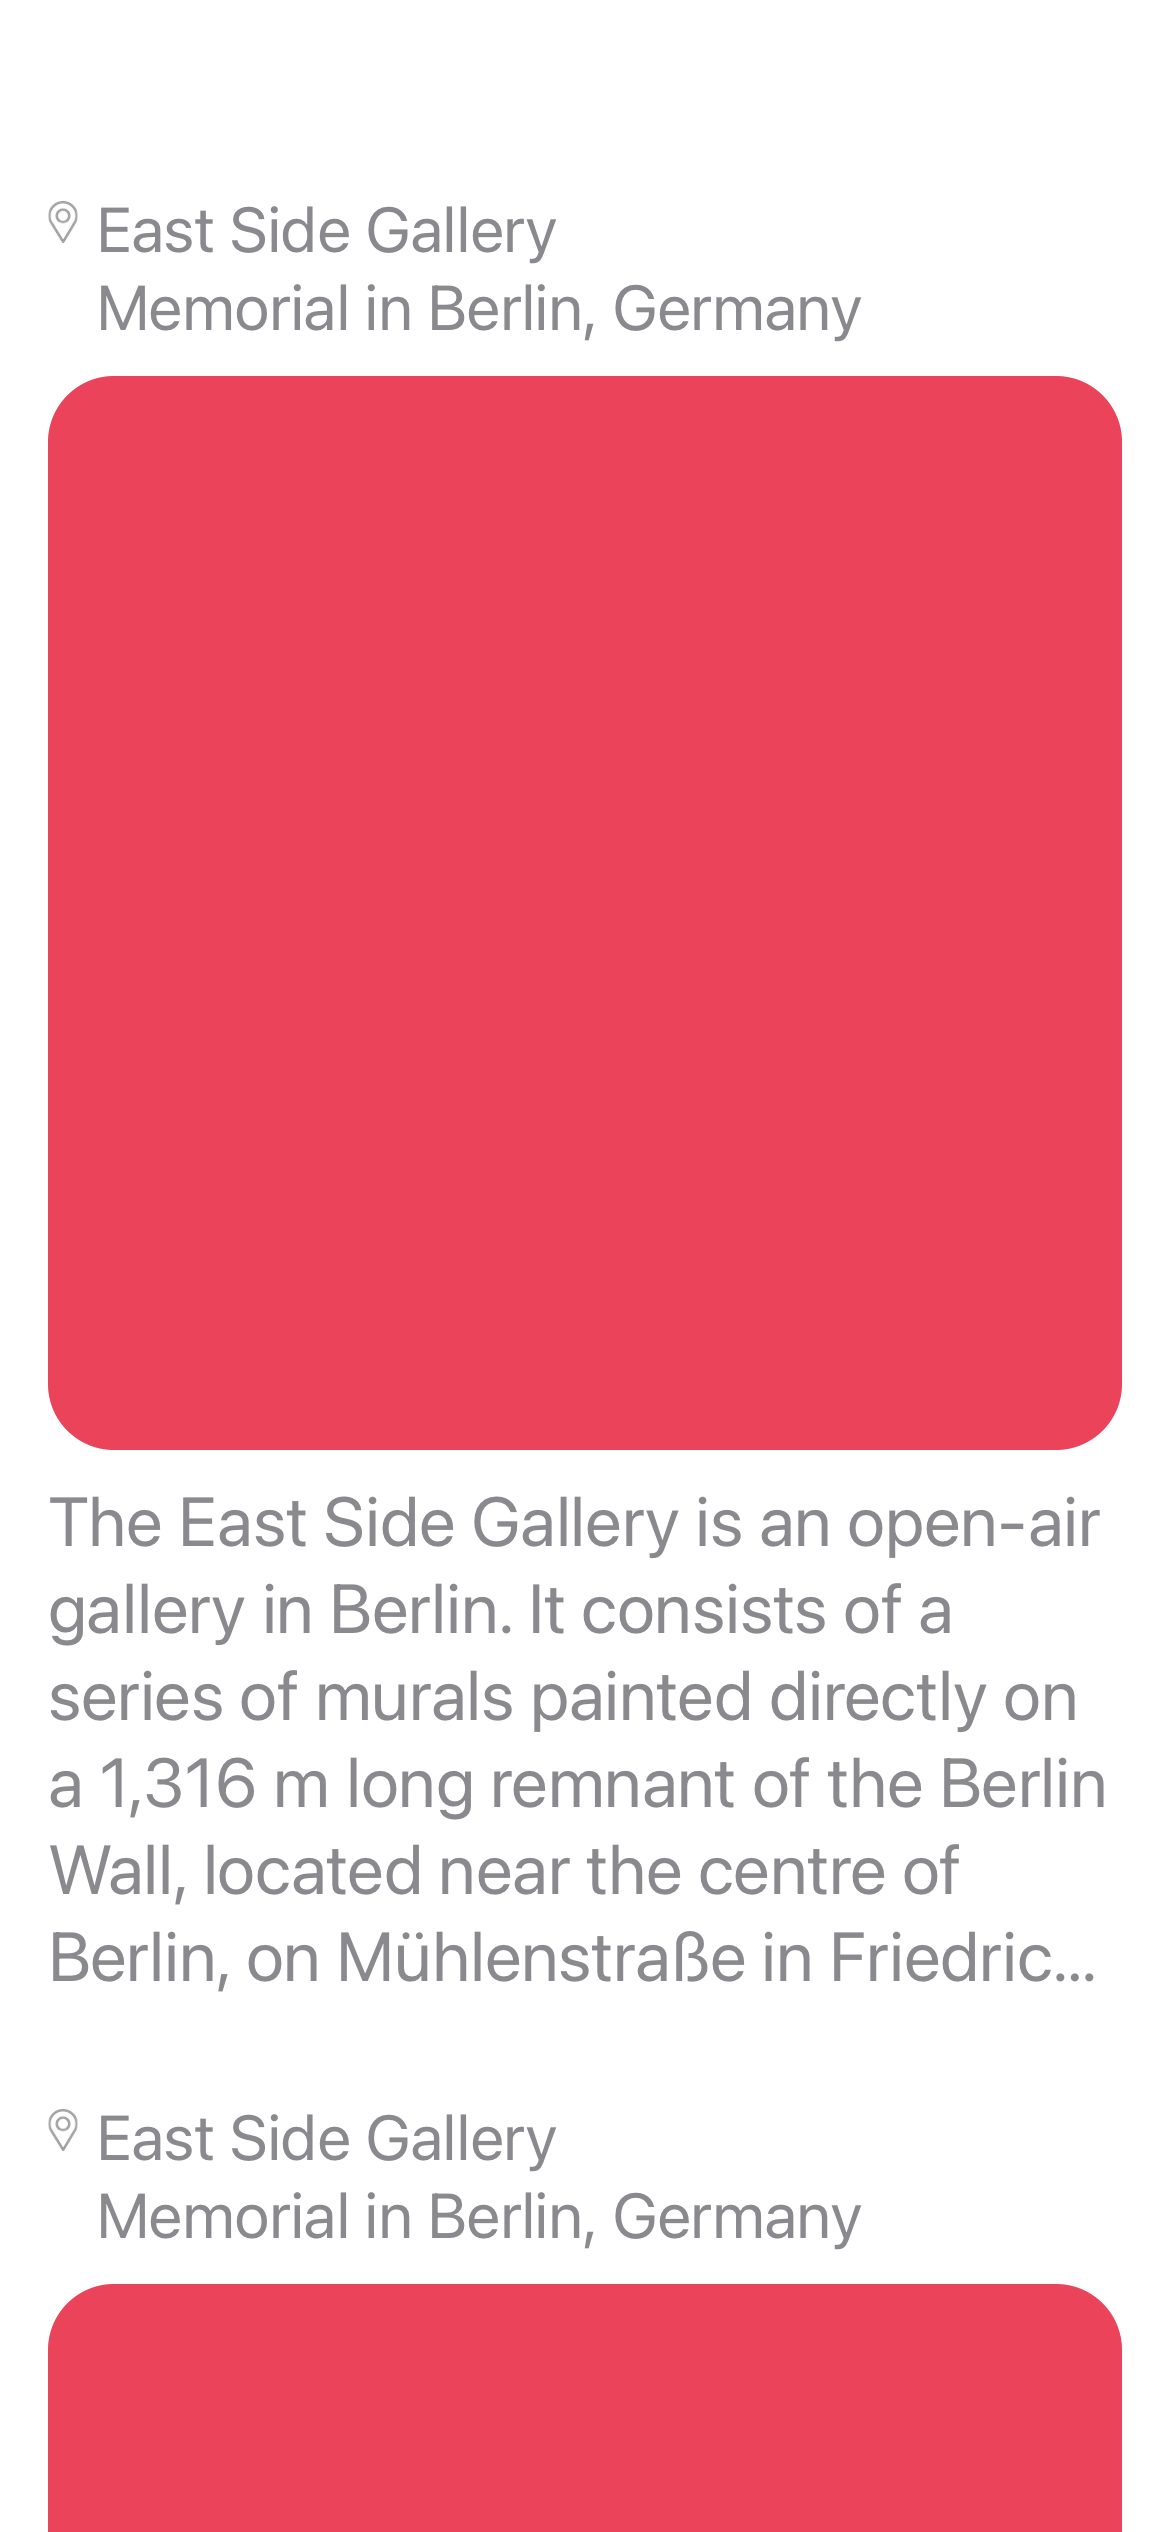 East Side Gallery
Memorial in Berlin, Germany
The East Side Gallery is an open-air
gallery in Berlin. It consists of a
series of murals painted directly on
a 1,316 m long remnant of the Berlin
Wall, located near the centre of
Berlin, on Mühlenstraße in Friedric…
East Side Gallery
Memorial in Berlin, Germany